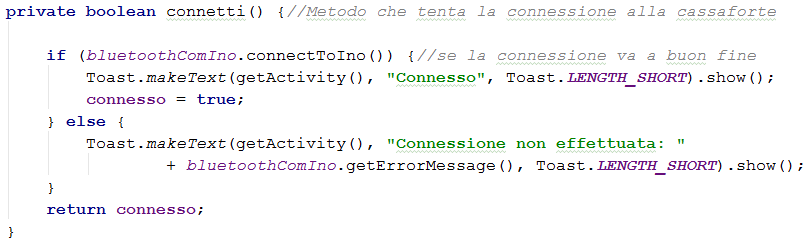 private boolean connetti() {//Metodo che tenta la connessione alla cassaforte
if (bluetoothComIno.connectToIno()) {//se la connessione va a buon fine
Toast.makeText(getActivity(), "Connesso", Toast.LENGTH_SHORT).show();
connesso = true;
} else {
Toast.makeText(getActivity(), "Connessione non effettuata: "
+ bluetoothComIno.getErrorMessage(), Toast.LENGTH_SHORT).show();
}
return connesso;
}